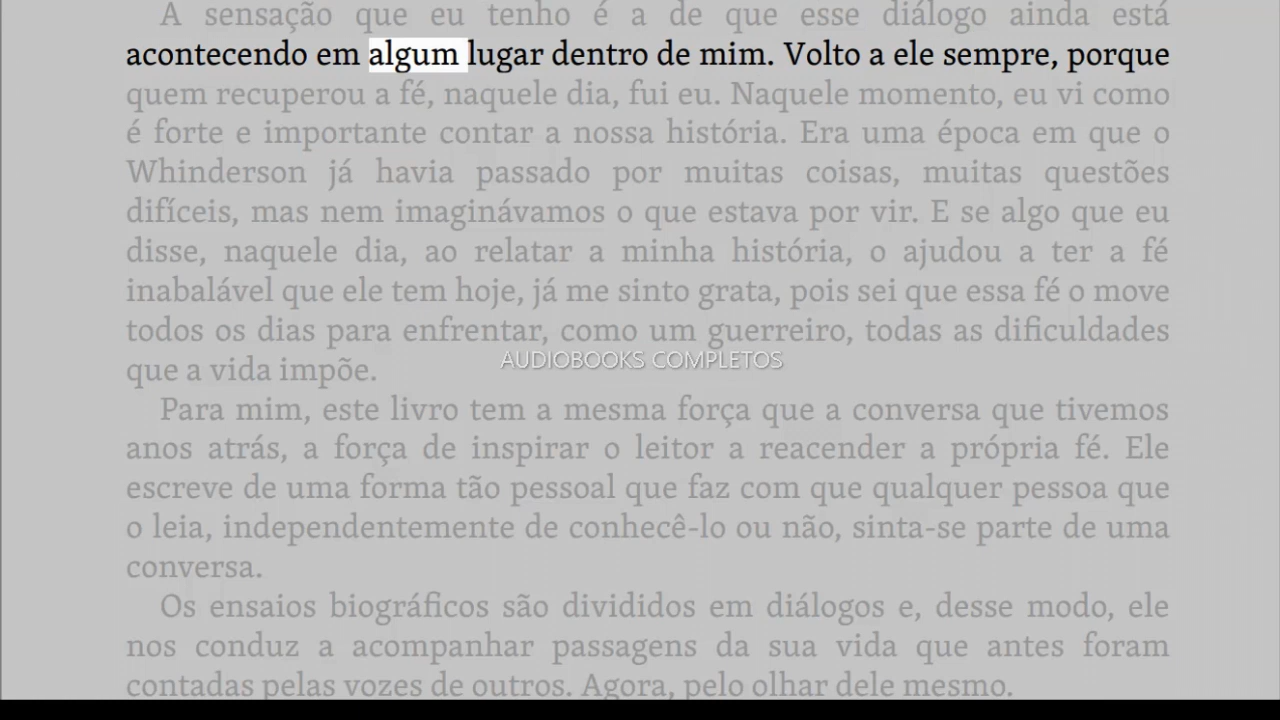 A sensação que eu tenho é a de que esse diálogo ainda está
acontecendo em algum lugar dentro de mim. Volto a ele sempre, porque
quem recuperou a fé, naquele dia, fui eu. Naquele momento, eu vi como
é forte e importante contar a nossa história. Era uma época em que o
Whinderson já havia passado por muitas coisas, muitas questões
difíceis, mas nem imaginávamos o que estava por vir. E se algo que eu
disse, naquele dia, ao relatar a minha história, o ajudou a ter a fé
inabalável que ele tem hoje, já me sinto grata, pois sei que essa fé o move
todos os dias para enfrentar, como um guerreiro, todas as dificuldades
AUDIOBOOKS COMPLETOS
que a vida impõe.
Para mim, este livro tem a mesma força que a conversa que tivemos
anos atrás, a força de inspirar o leitor a reacender a própria fé. Ele
escreve de uma forma tão pessoal que faz com que qualquer pessoa que
o leia, independentemente de conhecê-lo ou não, sinta-se parte de uma
conversa.
Os ensaios biográficos são divididos em diálogos e, desse modo, ele
nos conduz a acompanhar passagens da sua vida que antes foram
contadas pelas vozes de outros. Agora, pelo olhar dele mesmo.